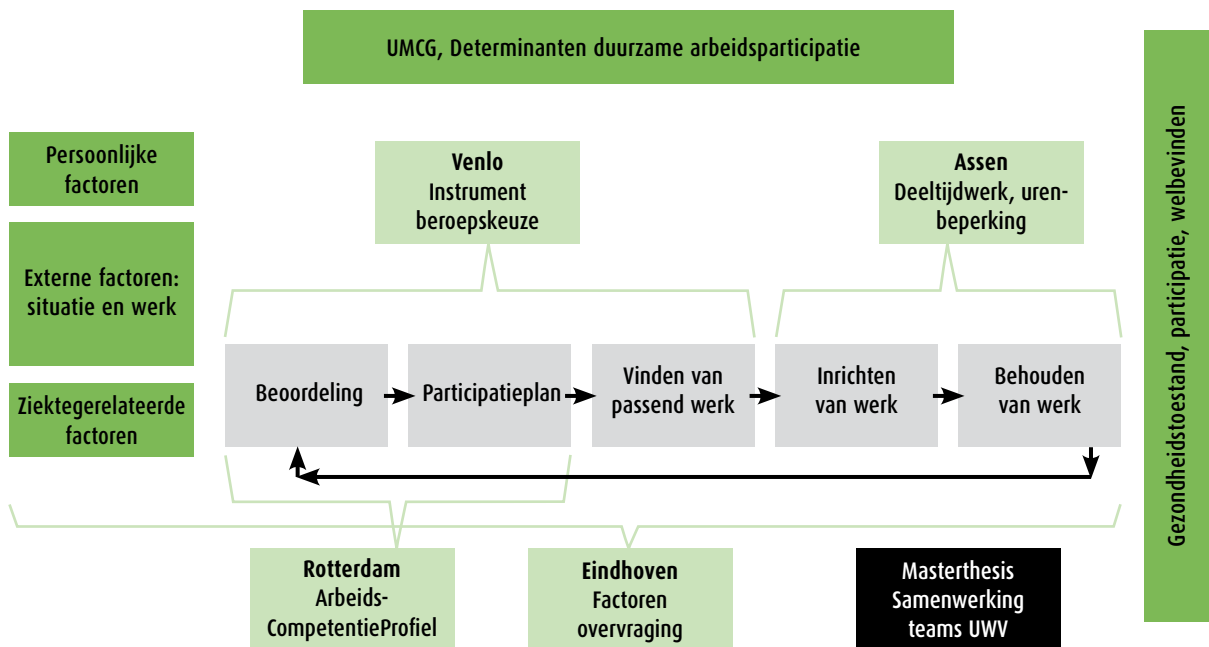 UMCG, Determinanten duurzame arbeidsparticipatie
Persoonlijke
factoren
Externe factoren:
situatie en werk
Ziektegerelateerde
factoren
Venlo
Instrument
beroepskeuze
Assen
Deeltijdwerk, uren-
beperking
Beoordeling
Participatieplan
Vinden van
passend werk
Inrichten
van werk
Behouden
van werk
Rotterdam
Arbeids-
CompetentieProfiel
Eindhoven
Factoren
overvraging
Masterthesis
Samenwerking
teams UWV
Gezondheidstoestand, participatie, welbevinden